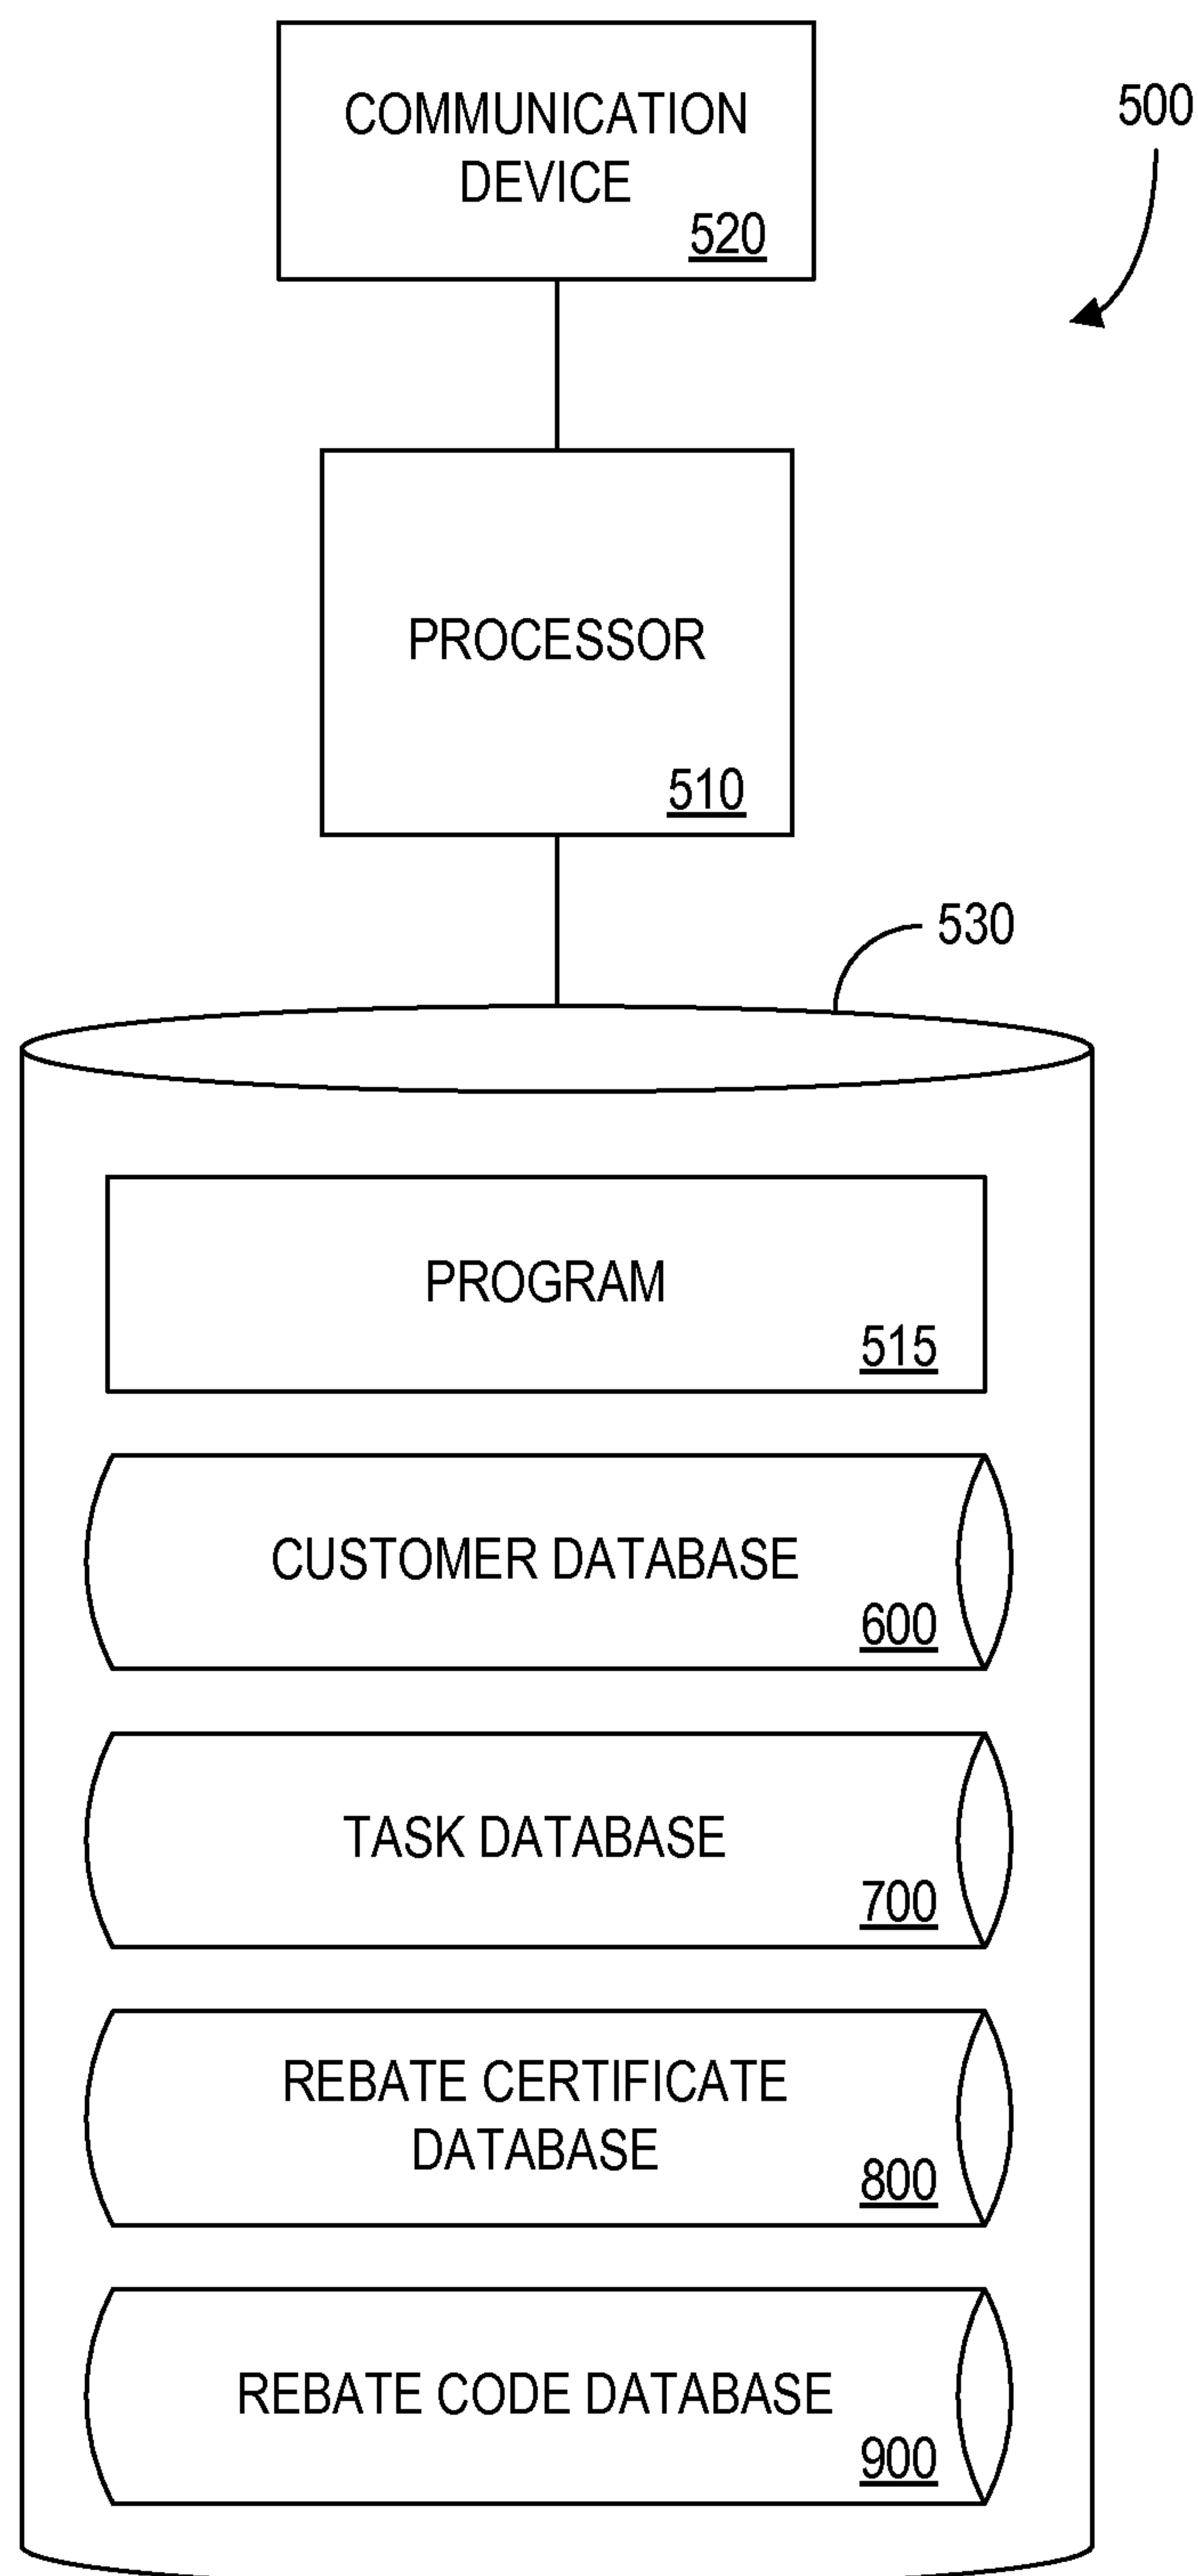 COMMUNICATION
DEVICE
520
500
PROCESSOR
510
530
PROGRAM
515
CUSTOMER DATABASE
600
TASK DATABASE
700
REBATE CERTIFICATE
DATABASE
800
REBATE CODE DATABASE
900